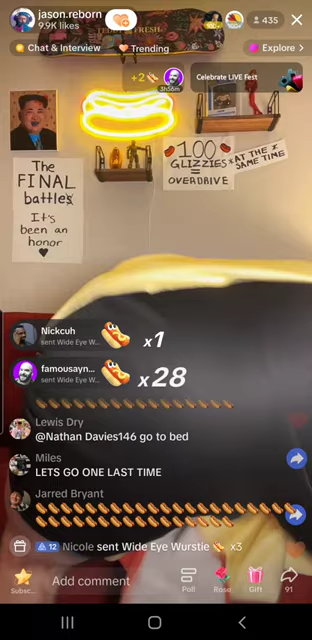 jason.reborn
9.9K likes
435
Chat & Interview
Trending
Explore >
+2
3h56m
Celebrate LIVE Fest
100
GLIZZIES
=
OVERDRIVE
*AT THE
SAME TIME
The
FINAL
battle
It's
been an
honor
Nickcuh
sent Wide Eye W...
x1
famousayn...
sent Wide Eye W...
x28
Lewis Dry
@Nathan Davies146 go to bed
Miles
LETS GO ONE LAST TIME
Jarred Bryant
12 Nicole sent Wide Eye Wurstie x3
Subsc...
Add comment
Poll
Rose
Gift
91